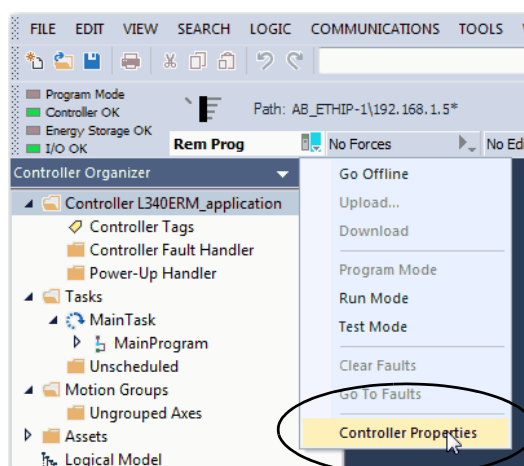 FILE EDIT VIEW SEARCH LOGIC COMMUNICATIONS TOOLS
Program Mode
Controller OK
Energy Storage OK
I/O OK
Path: AB_ETHIP-1\192.168.1.5*
Rem Prog
No Forces
No Ed
Controller Organizer
Controller L340ERM_application
Controller Tags
Controller Fault Handler
Power-Up Handler
Tasks
MainTask
MainProgram
Unscheduled
Motion Groups
Ungrouped Axes
Assets
Logical Model
Go Offline
Upload...
Download
Program Mode
Run Mode
Test Mode
Clear Faults
Go To Faults
Controller Properties